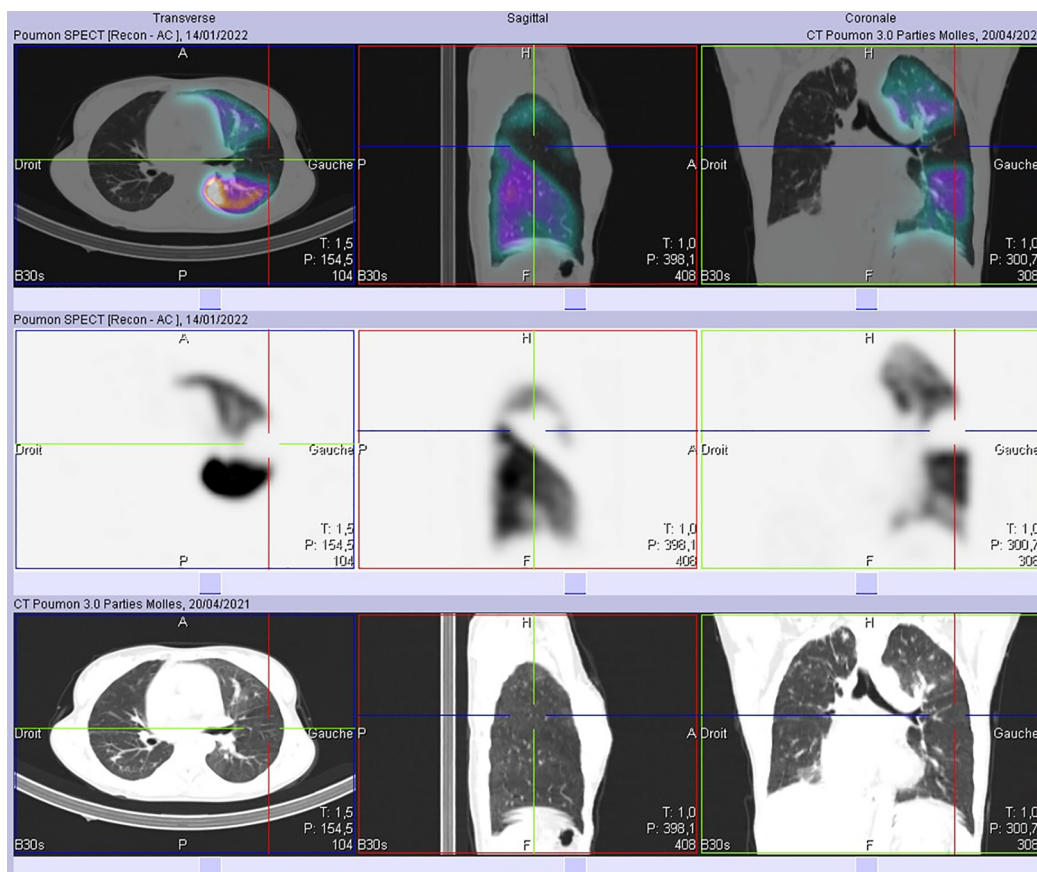 Transverse Sagittal Coronale
Poumon SPECT [Recon - AC], 14/01/2022 CT Poumon 3.0 Parties Molles, 20/04/202
A H H
Droit Gauche P A Droit Gauche
T: 1,5 T: 1,0 T: 1,0
P: 154,5 P: 398,1 P: 300,7
B30s P 104 B30s F 408 B30s F 308
Poumon SPECT [Recon - AC], 14/01/2022
A H H
Droit Gauche P A Droit Gauche
T: 1,5 T: 1,0 T: 1,0
P: 154,5 P: 398,1 P: 300,7
P 104 F 408 F 308
CT Poumon 3.0 Parties Molles, 20/04/2021
A H H
Droit Gauche P A Droit Gauche
T: 1,5 T: 1,0 T: 1,0
P: 154,5 P: 398,1 P: 300,7
B30s P 104 B30s F 408 B30s F 308